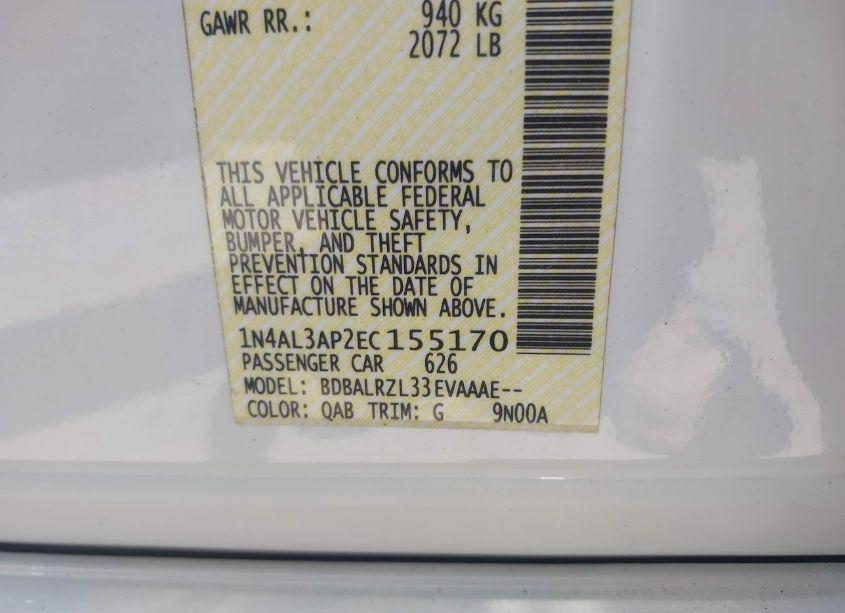 GAWR RR.: 940 KG
2072 LB
THIS VEHICLE CONFORMS TO
ALL APPLICABLE FEDERAL
MOTOR VEHICLE SAFETY,
BUMPER, AND THEFT
PREVENTION STANDARDS IN
EFFECT ON THE DATE OF
MANUFACTURE SHOWN ABOVE.
1N4AL3AP2EC155170
PASSENGER CAR 626
MODEL: BDBALRZL33EVAAAE--
COLOR: QAB TRIM: G 9N00A